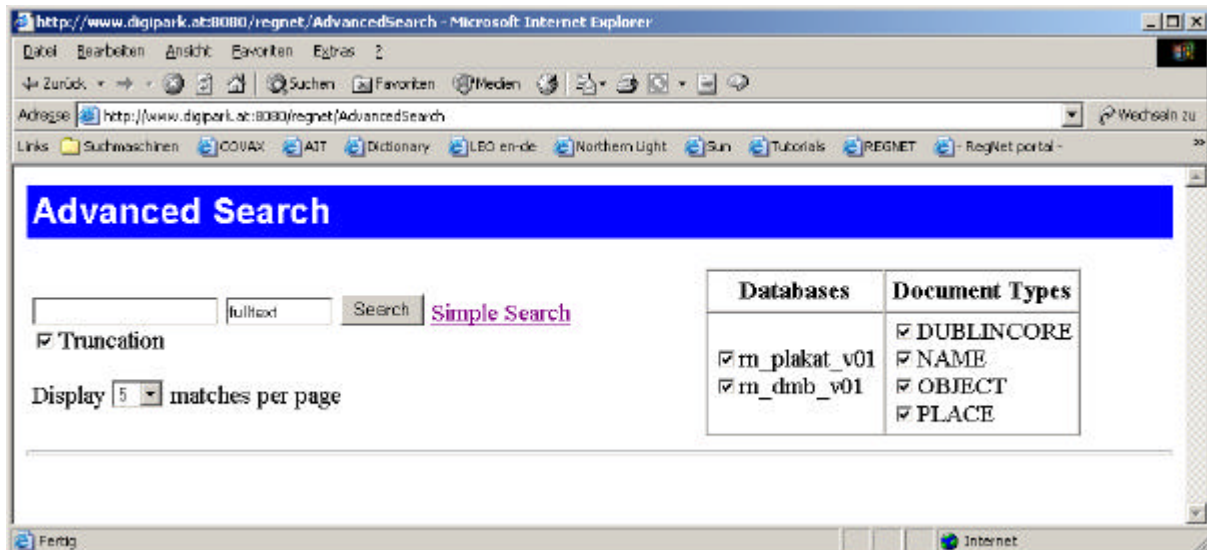 http://www.digipark.at:8080/regnet/AdvancedSearch - Microsoft Internet Explorer
Datei Bearbeiten Ansicht Favoriten Extras ?
Zurück Suchen Favoriten Medien
Adresse http://www.digipark.at:8080/regnet/AdvancedSearch Wechseln zu
Links Suchmaschinen COVAX AIT Dictionary LEO en-de Northern Light Sun Tutorials REGNET - RegNet portal - »
Advanced Search
fulltext Search Simple Search
Truncation
Display 5 matches per page
Databases Document Types
rn_plakat_v01
rn_dmb_v01
DUBLINCORE
NAME
OBJECT
PLACE
Fertig Internet